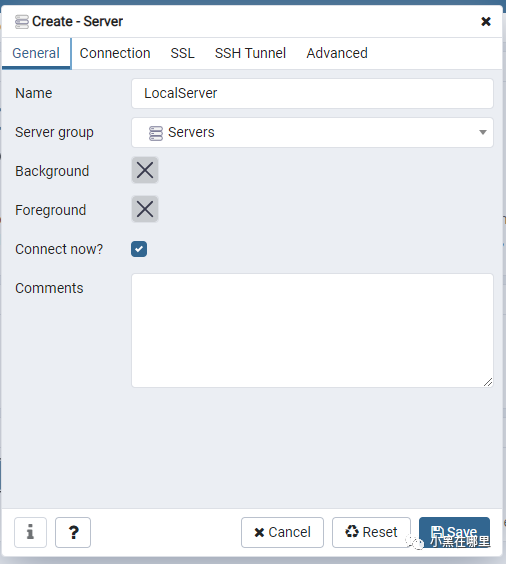 Create - Server
General Connection SSL SSH Tunnel Advanced
Name LocalServer
Server group Servers
Background
Foreground
Connect now?
Comments
i ? Cancel Reset Save
小黑在哪里